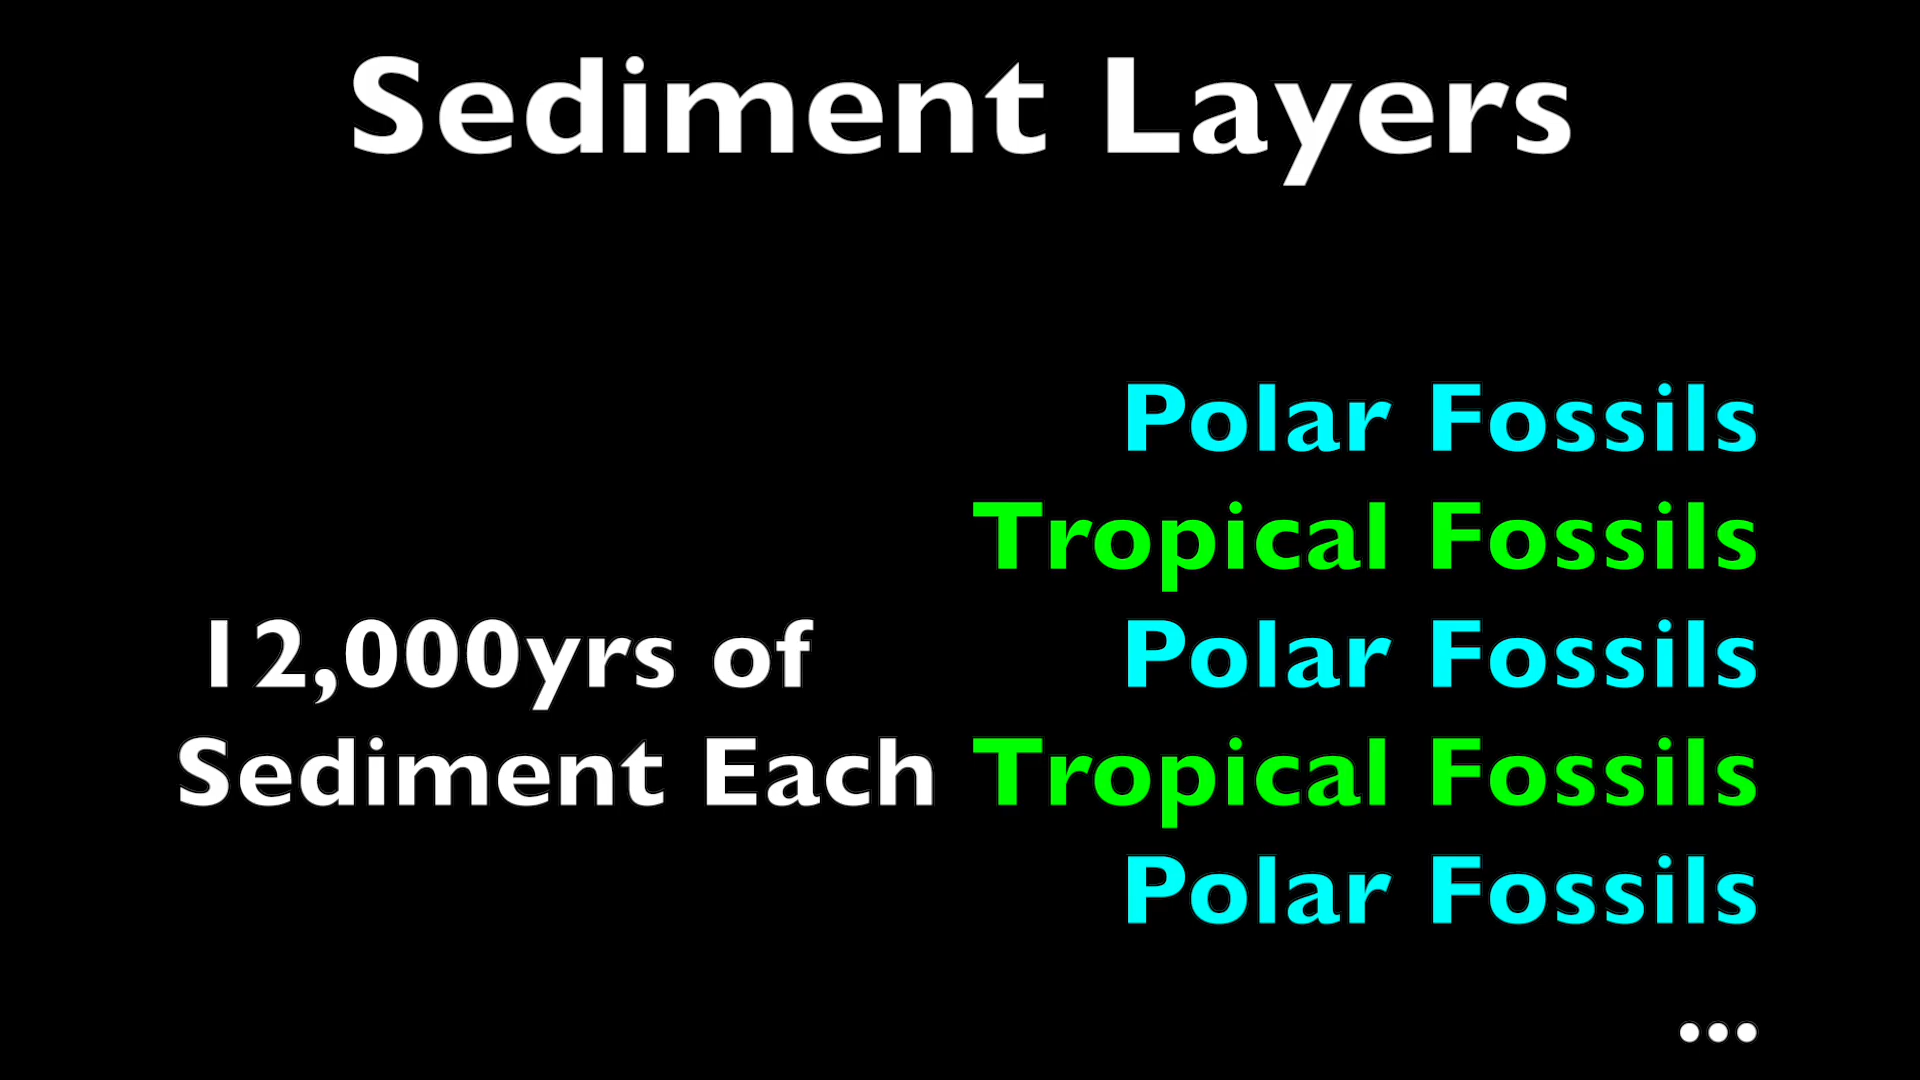 Sediment Layers
Polar Fossils
Tropical Fossils
12,000yrs of Polar Fossils
Sediment Each Tropical Fossils
Polar Fossils
...